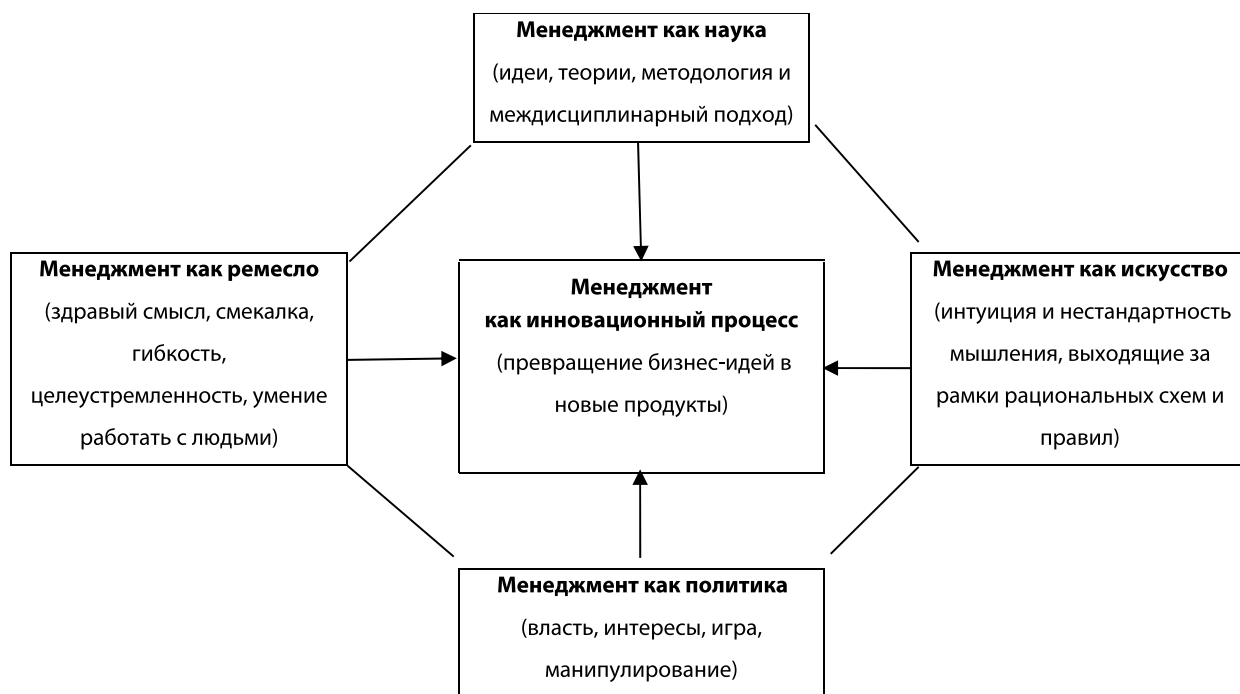 Менеджмент как наука
(идеи, теории, методология и
междисциплинарный подход)
Менеджмент как ремесло
(здравый смысл, смекалка,
гибкость,
целеустремленность, умение
работать с людьми)
Менеджмент
как инновационный процесс
(превращение бизнес-идей в
новые продукты)
Менеджмент как искусство
(интуиция и нестандартность
мышления, выходящие за
рамки рациональных схем и
правил)
Менеджмент как политика
(власть, интересы, игра,
манипулирование)